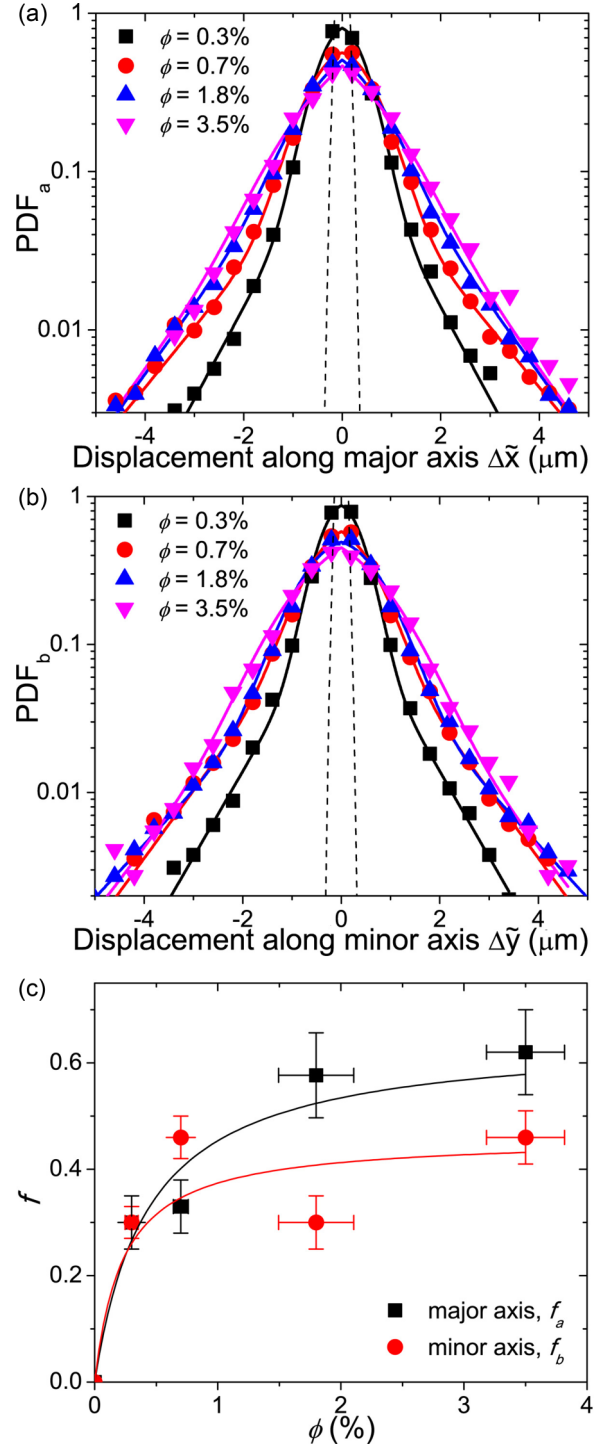 (a)
1
0.1
0.01
PDFa
ϕ = 0.3%
ϕ = 0.7%
ϕ = 1.8%
ϕ = 3.5%
-4 -2 0 2 4
Displacement along major axis Δx̃ (μm)
(b)
1
0.1
0.01
PDFb
ϕ = 0.3%
ϕ = 0.7%
ϕ = 1.8%
ϕ = 3.5%
-4 -2 0 2 4
Displacement along minor axis Δỹ (μm)
(c)
0.6
0.4
0.2
0.0
f
major axis, fa
minor axis, fb
0 1 2 3 4
ϕ (%)